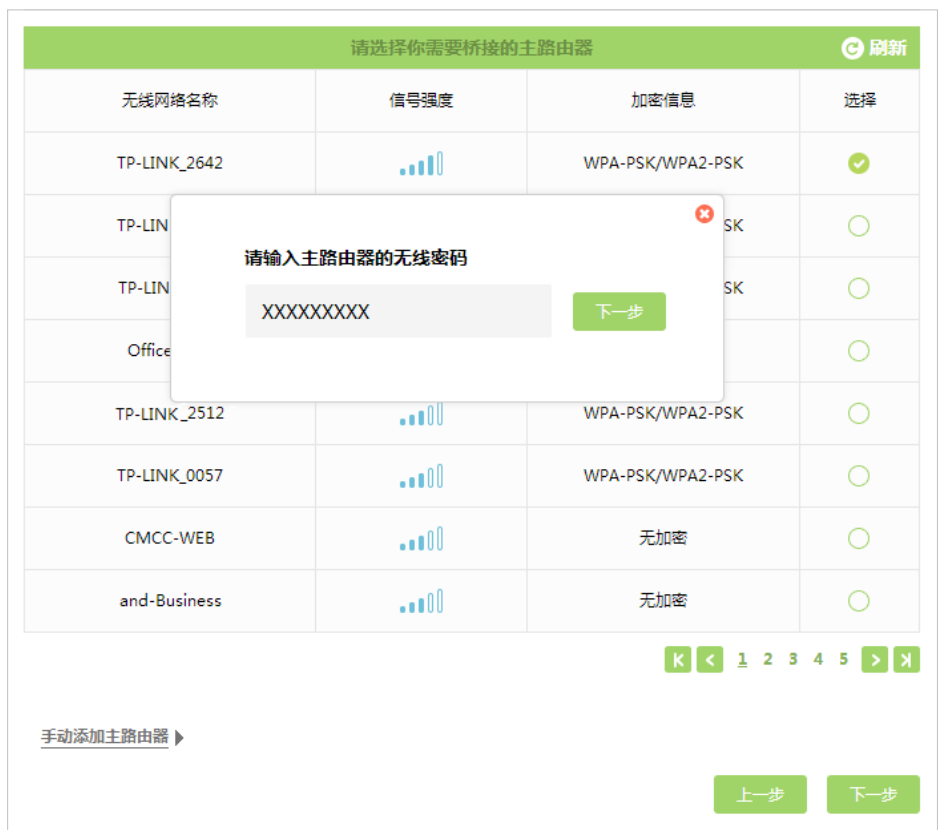 请选择你需要桥接的主路由器 刷新
无线网络名称 信号强度 加密信息 选择
TP-LINK_2642 WPA-PSK/WPA2-PSK
TP-LIN SK
请输入主路由器的无线密码
TP-LIN SK
XXXXXXXXX 下一步
Office
TP-LINK_2512 WPA-PSK/WPA2-PSK
TP-LINK_0057 WPA-PSK/WPA2-PSK
CMCC-WEB 无加密
and-Business 无加密
1 2 3 4 5
手动添加主路由器
上一步 下一步